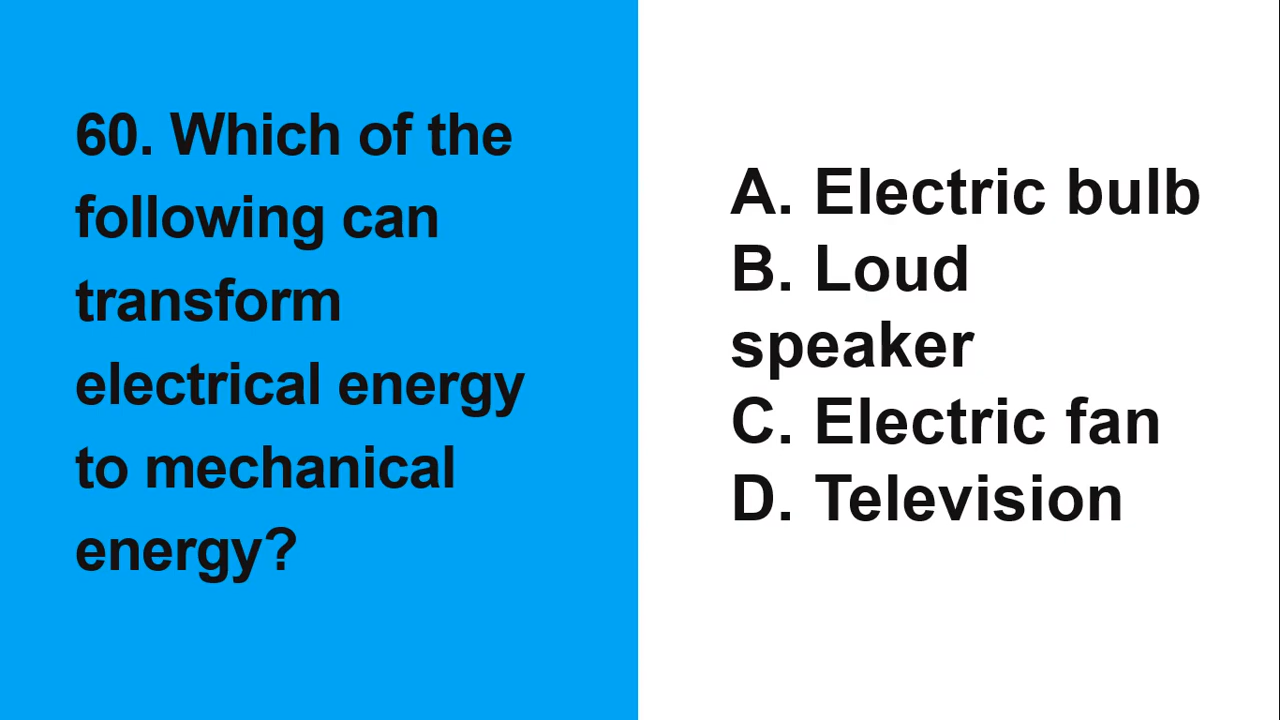 60. Which of the
following can
transform
electrical energy
to mechanical
energy?
A. Electric bulb
B. Loud
speaker
C. Electric fan
D. Television